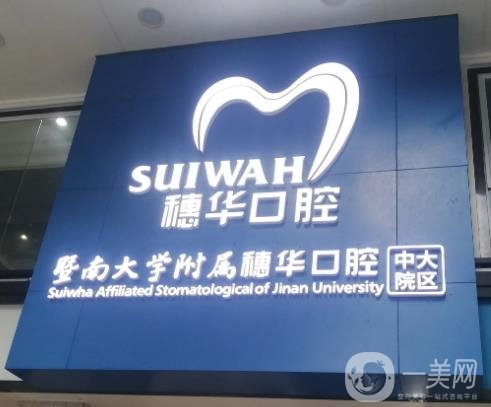 SUIWAH
穗华口腔
暨南大学附属穗华口腔 中大院区
Suiwha Affiliated Stomatological of Jinan University
一美网